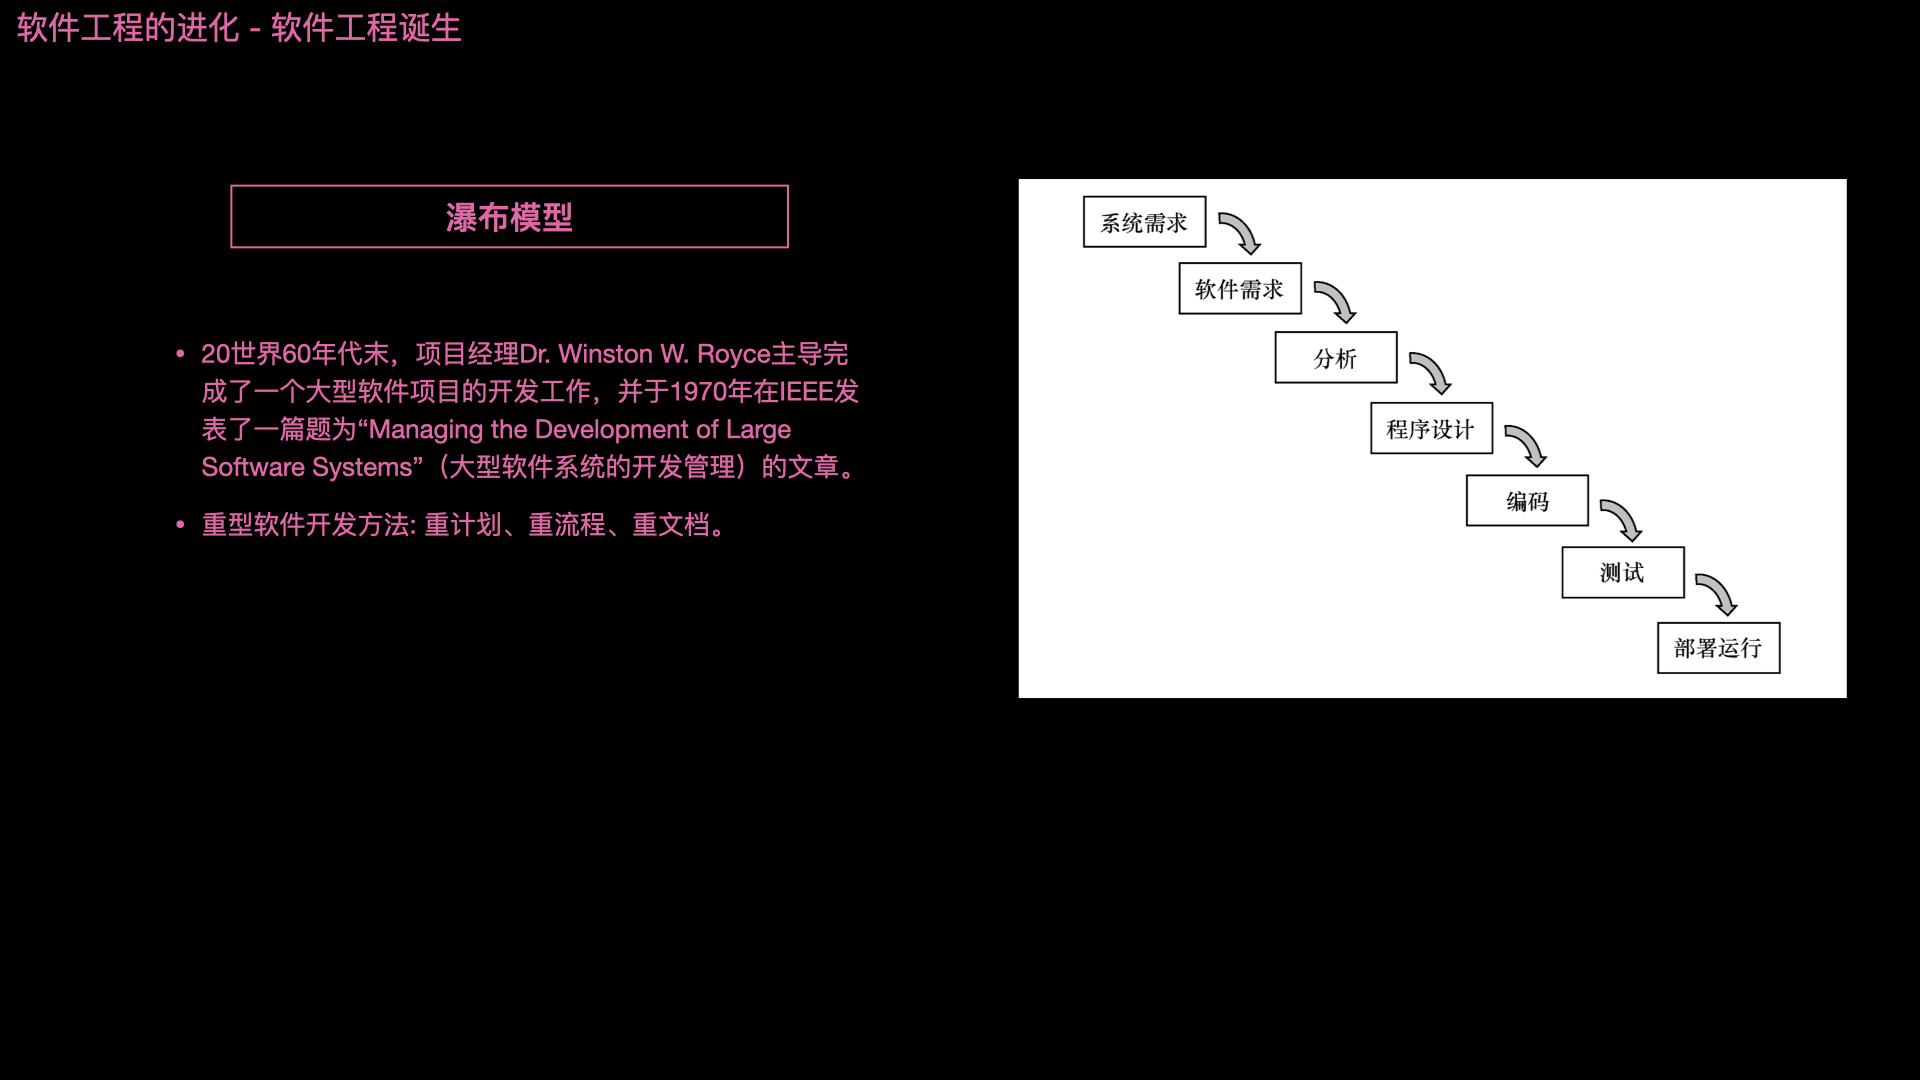 软件工程的进化 - 软件工程诞生
瀑布模型
• 20世界60年代末，项目经理Dr. Winston W. Royce主导完
成了一个大型软件项目的开发工作，并于1970年在IEEE发
表了一篇题为“Managing the Development of Large
Software Systems”（大型软件系统的开发管理）的文章。
• 重型软件开发方法: 重计划、重流程、重文档。
系统需求
软件需求
分析
程序设计
编码
测试
部署运行